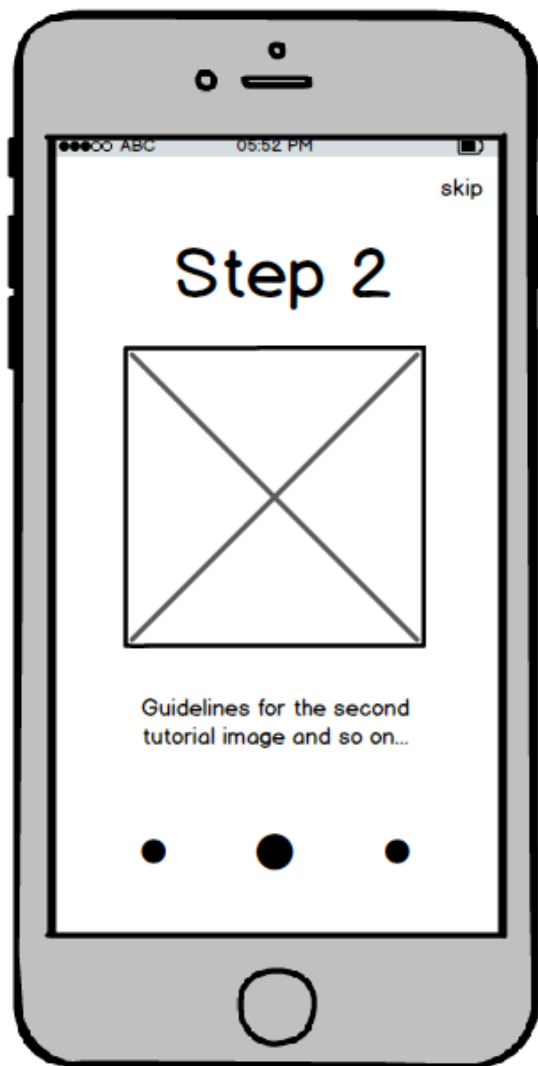 ABC 05:52 PM
skip
Step 2
Guidelines for the second
tutorial image and so on...